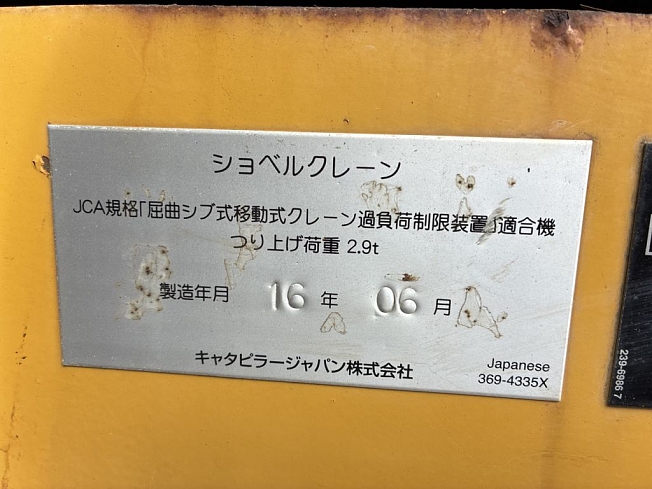 ショベルクレーン
JCA規格「屈曲ジブ式移動式クレーン過負荷制限装置」適合機
つり上げ荷重 2.9t
製造年月 16 年 06 月
キャタピラージャパン株式会社
Japanese
369-4335X
239-6986 7